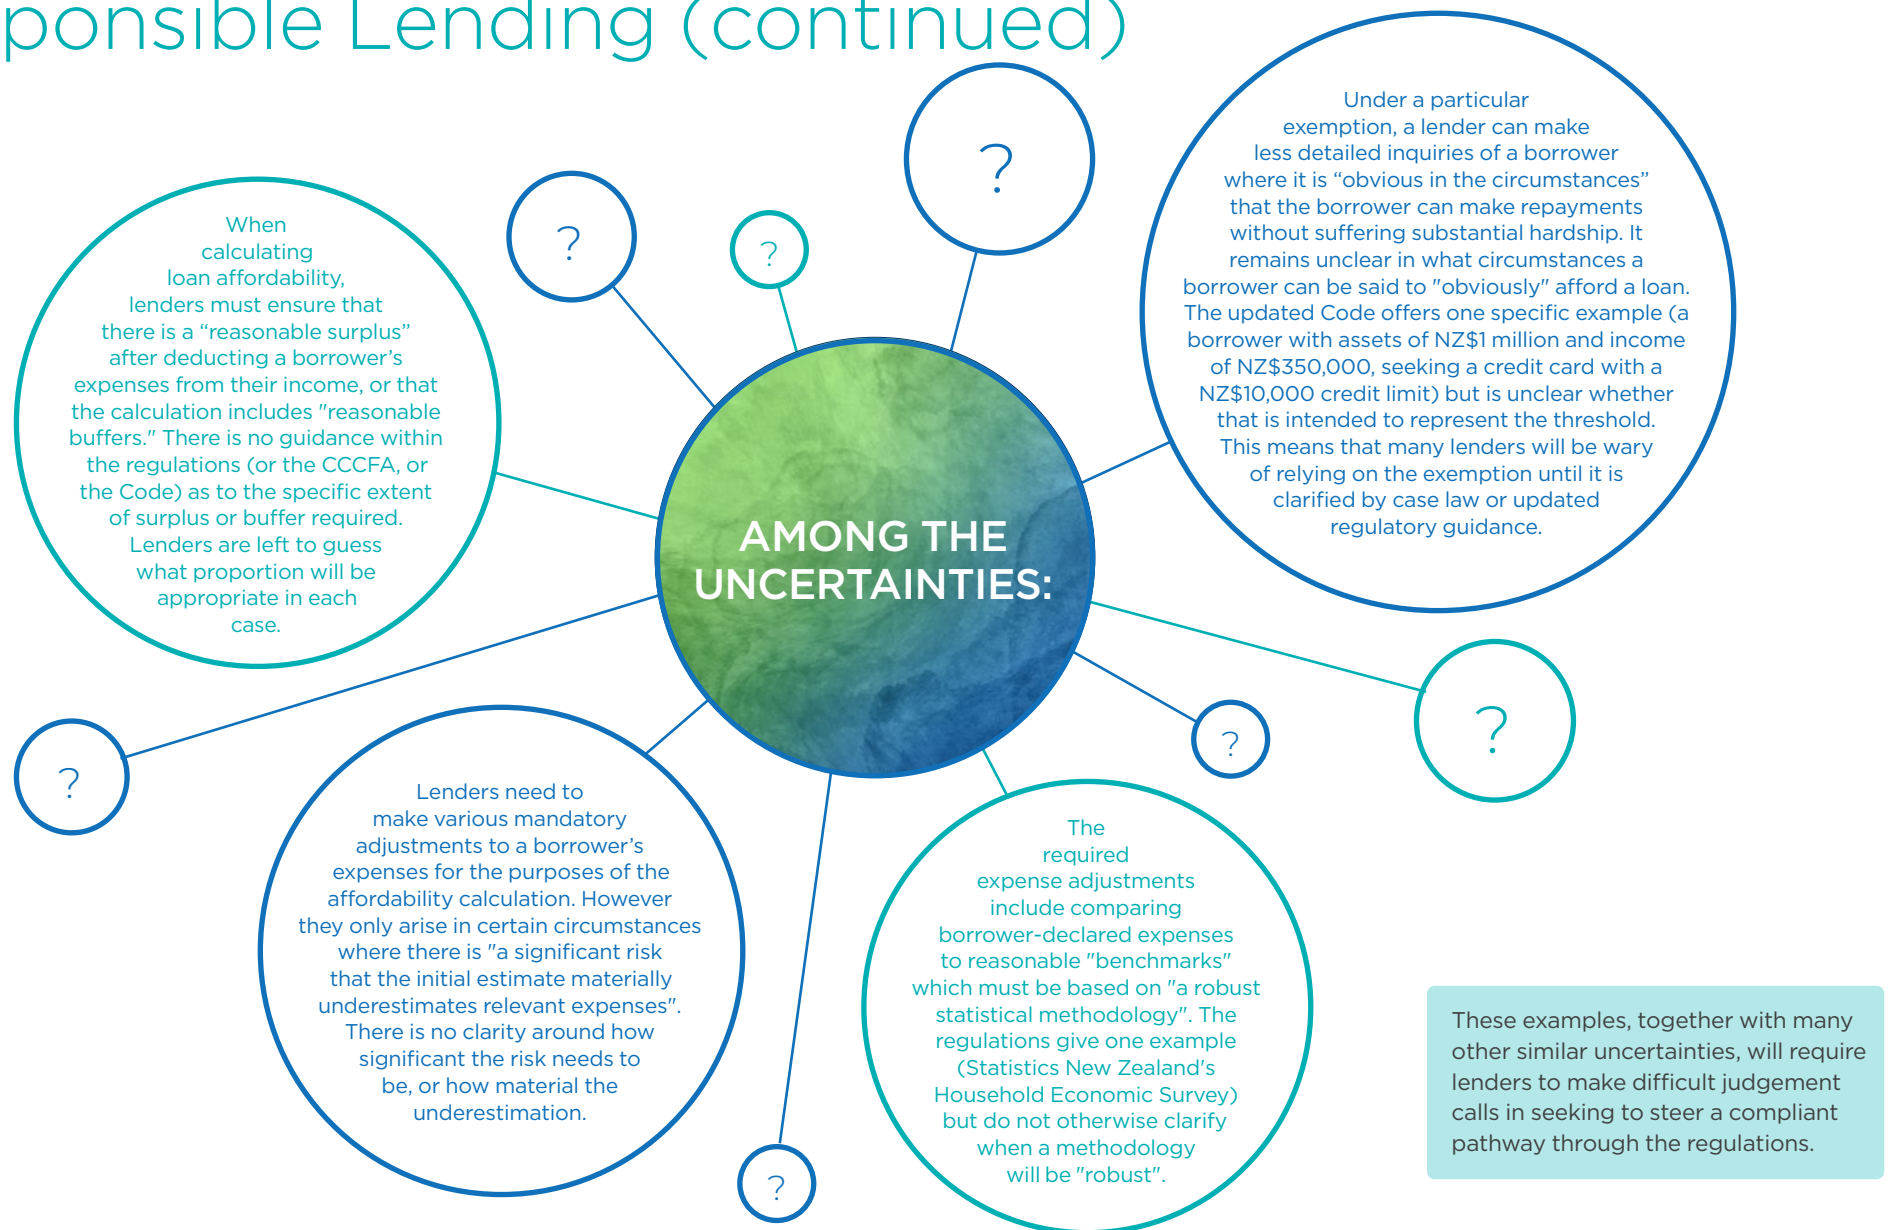 ponsible Lending (continued)
?
?
?
Under a particular
exemption, a lender can make
less detailed inquiries of a borrower
where it is “obvious in the circumstances”
that the borrower can make repayments
without suffering substantial hardship. It
remains unclear in what circumstances a
borrower can be said to "obviously" afford a loan.
The updated Code offers one specific example (a
borrower with assets of NZ$1 million and income
of NZ$350,000, seeking a credit card with a
NZ$10,000 credit limit) but is unclear whether
that is intended to represent the threshold.
This means that many lenders will be wary
of relying on the exemption until it is
clarified by case law or updated
regulatory guidance.
When
calculating
loan affordability,
lenders must ensure that
there is a “reasonable surplus”
after deducting a borrower’s
expenses from their income, or that
the calculation includes "reasonable
buffers." There is no guidance within
the regulations (or the CCCFA, or
the Code) as to the specific extent
of surplus or buffer required.
Lenders are left to guess
what proportion will be
appropriate in each
case.
AMONG THE
UNCERTAINTIES:
?
?
?
Lenders need to
make various mandatory
adjustments to a borrower’s
expenses for the purposes of the
affordability calculation. However
they only arise in certain circumstances
where there is "a significant risk
that the initial estimate materially
underestimates relevant expenses".
There is no clarity around how
significant the risk needs to
be, or how material the
underestimation.
The
required
expense adjustments
include comparing
borrower-declared expenses
to reasonable "benchmarks"
which must be based on "a robust
statistical methodology". The
regulations give one example
(Statistics New Zealand's
Household Economic Survey)
but do not otherwise clarify
when a methodology
will be "robust".
?
These examples, together with many
other similar uncertainties, will require
lenders to make difficult judgement
calls in seeking to steer a compliant
pathway through the regulations.